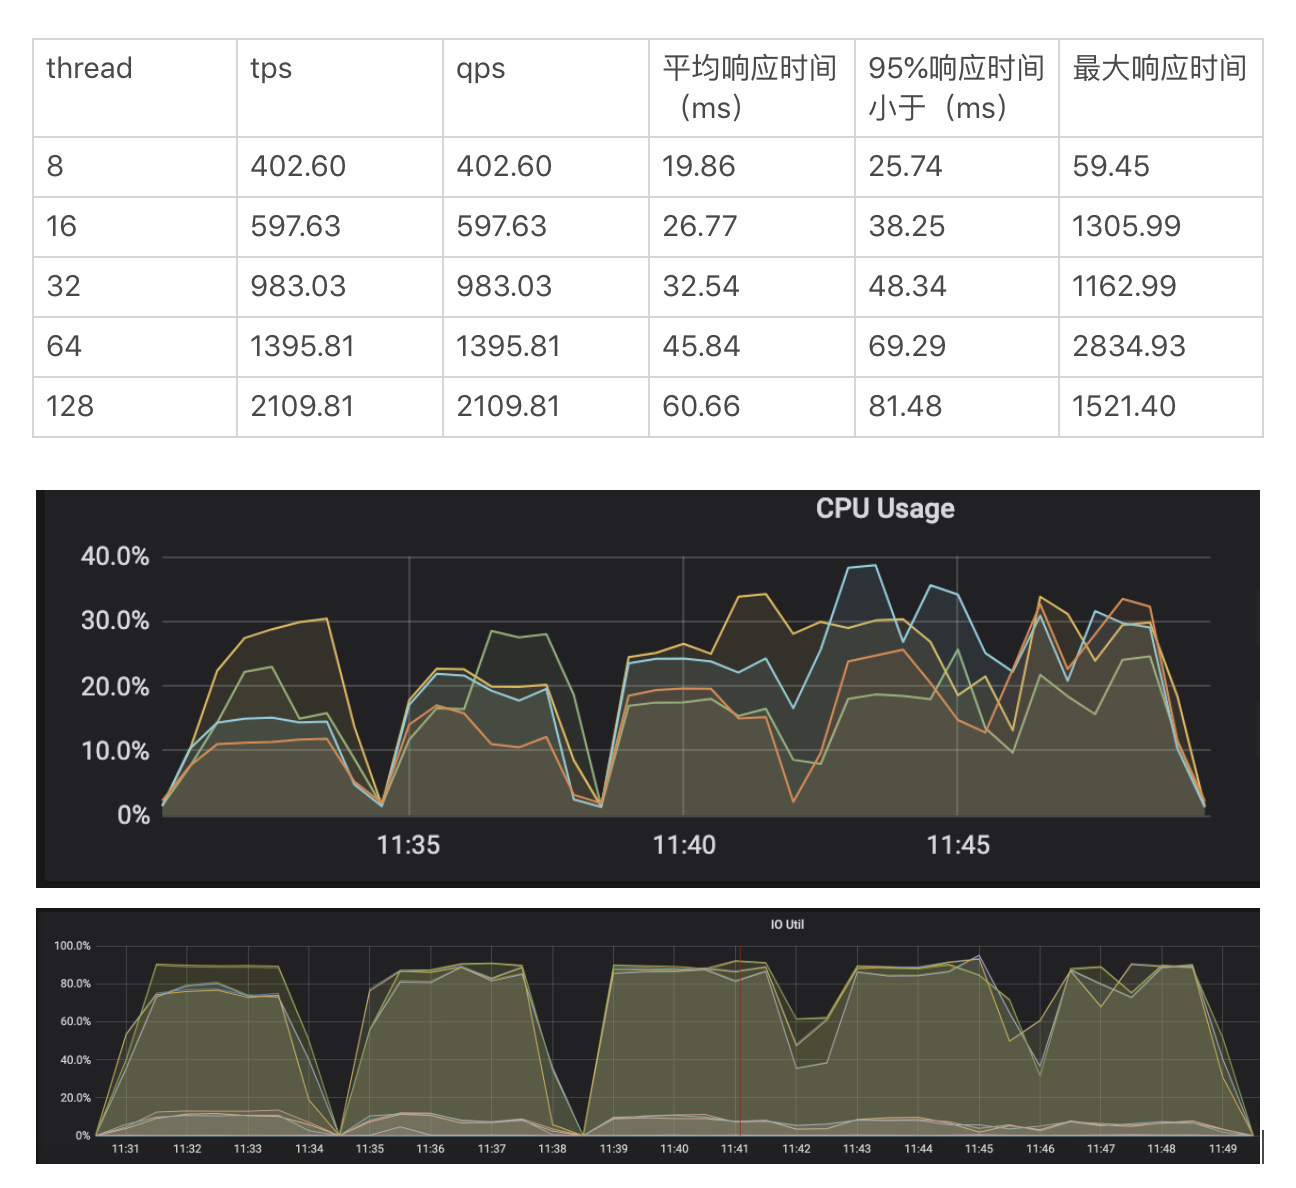 thread tps qps 平均响应时间 95%响应时间 最大响应时间
（ms） 小于（ms）
8 402.60 402.60 19.86 25.74 59.45
16 597.63 597.63 26.77 38.25 1305.99
32 983.03 983.03 32.54 48.34 1162.99
64 1395.81 1395.81 45.84 69.29 2834.93
128 2109.81 2109.81 60.66 81.48 1521.40
CPU Usage
40.0%
30.0%
20.0%
10.0%
0%
11:35 11:40 11:45
IO Util
100.0%
80.0%
60.0%
40.0%
20.0%
0%
11:31 11:32 11:33 11:34 11:35 11:36 11:37 11:38 11:39 11:40 11:41 11:42 11:43 11:44 11:45 11:46 11:47 11:48 11:49